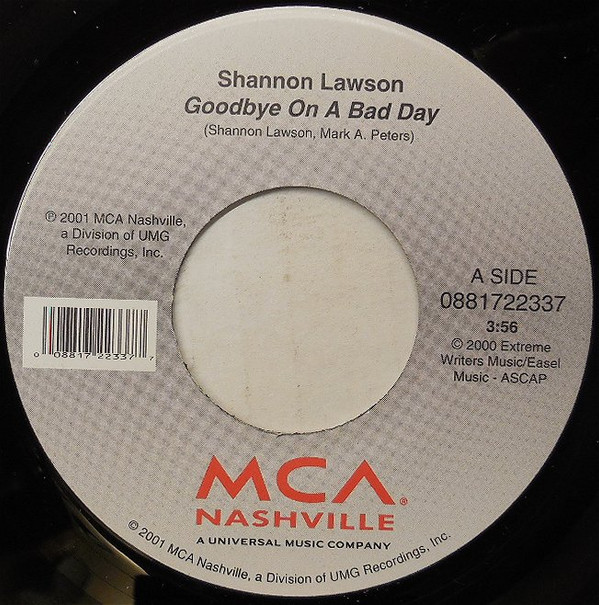 Shannon Lawson
Goodbye On A Bad Day
(Shannon Lawson, Mark A. Peters)
℗ 2001 MCA Nashville,
a Division of UMG
Recordings, Inc.
0 08817 22337 7
A SIDE
0881722337
3:56
© 2000 Extreme
Writers Music/Easel
Music - ASCAP
MCA®
NASHVILLE
A UNIVERSAL MUSIC COMPANY
© 2001 MCA Nashville, a Division of UMG Recordings, Inc.